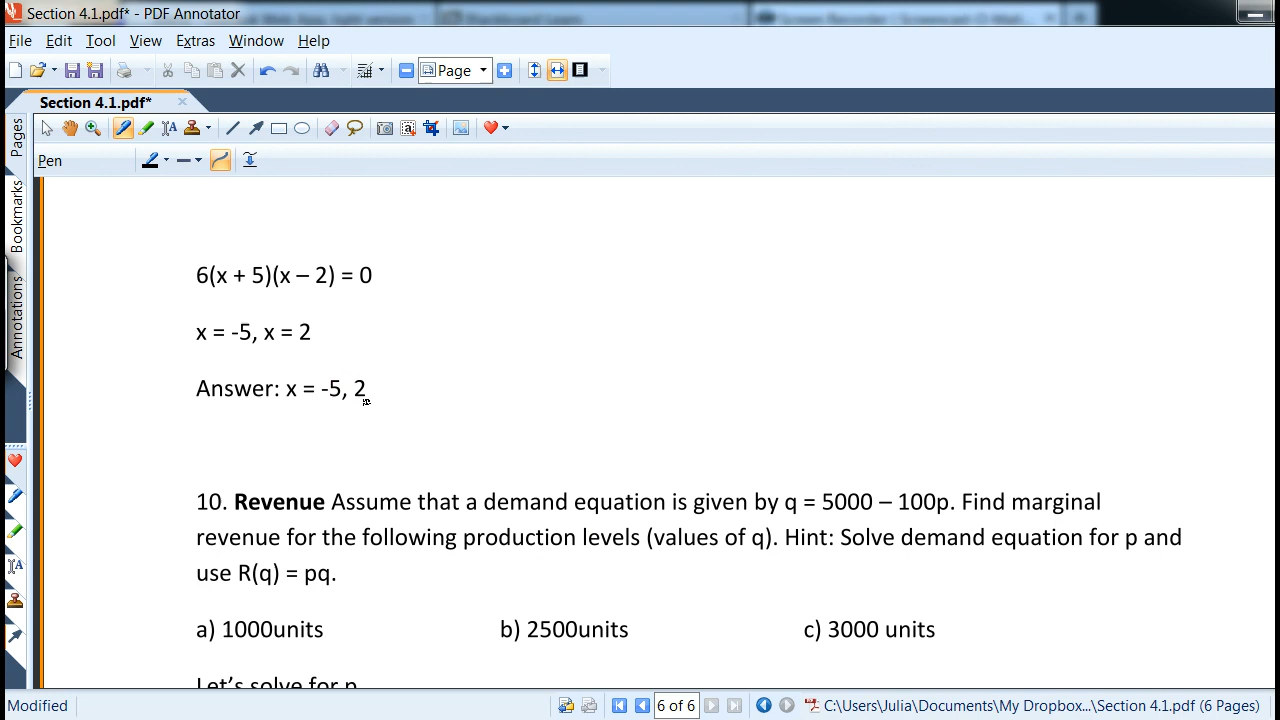 Section 4.1.pdf* - PDF Annotator
File Edit Tool View Extras Window Help
Page
Section 4.1.pdf*
Pen
Pages
Bookmarks
Annotations
6(x + 5)(x – 2) = 0
x = -5, x = 2
Answer: x = -5, 2
10. Revenue Assume that a demand equation is given by q = 5000 – 100p. Find marginal
revenue for the following production levels (values of q). Hint: Solve demand equation for p and
use R(q) = pq.
a) 1000units b) 2500units c) 3000 units
Let’s solve for p
Modified 6 of 6 C:\Users\Julia\Documents\My Dropbox...\Section 4.1.pdf (6 Pages)